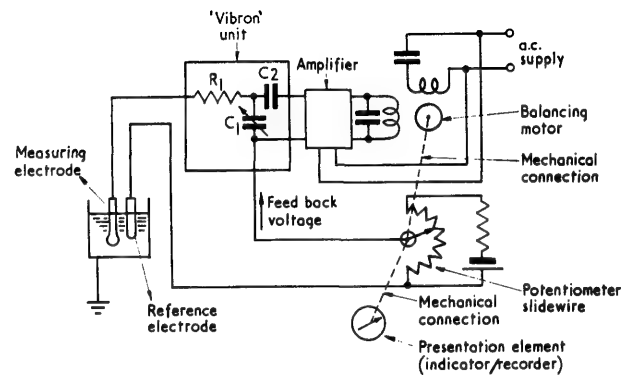 'Vibron'
unit
R1
C2
C1
Amplifier
a.c.
supply
Balancing
motor
Mechanical
connection
Measuring
electrode
Feed back
voltage
Reference
electrode
Potentiometer
slidewire
Mechanical
connection
Presentation element
(indicator/recorder)